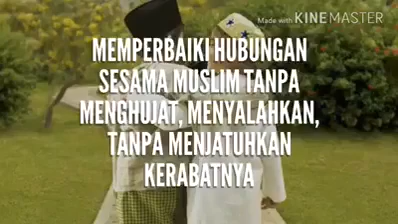 Made with KINEMASTER
MEMPERBAIKI HUBUNGAN
SESAMA MUSLIM TANPA
MENGHUJAT, MENYALAHKAN,
TANPA MENJATUHKAN
KERABATNYA